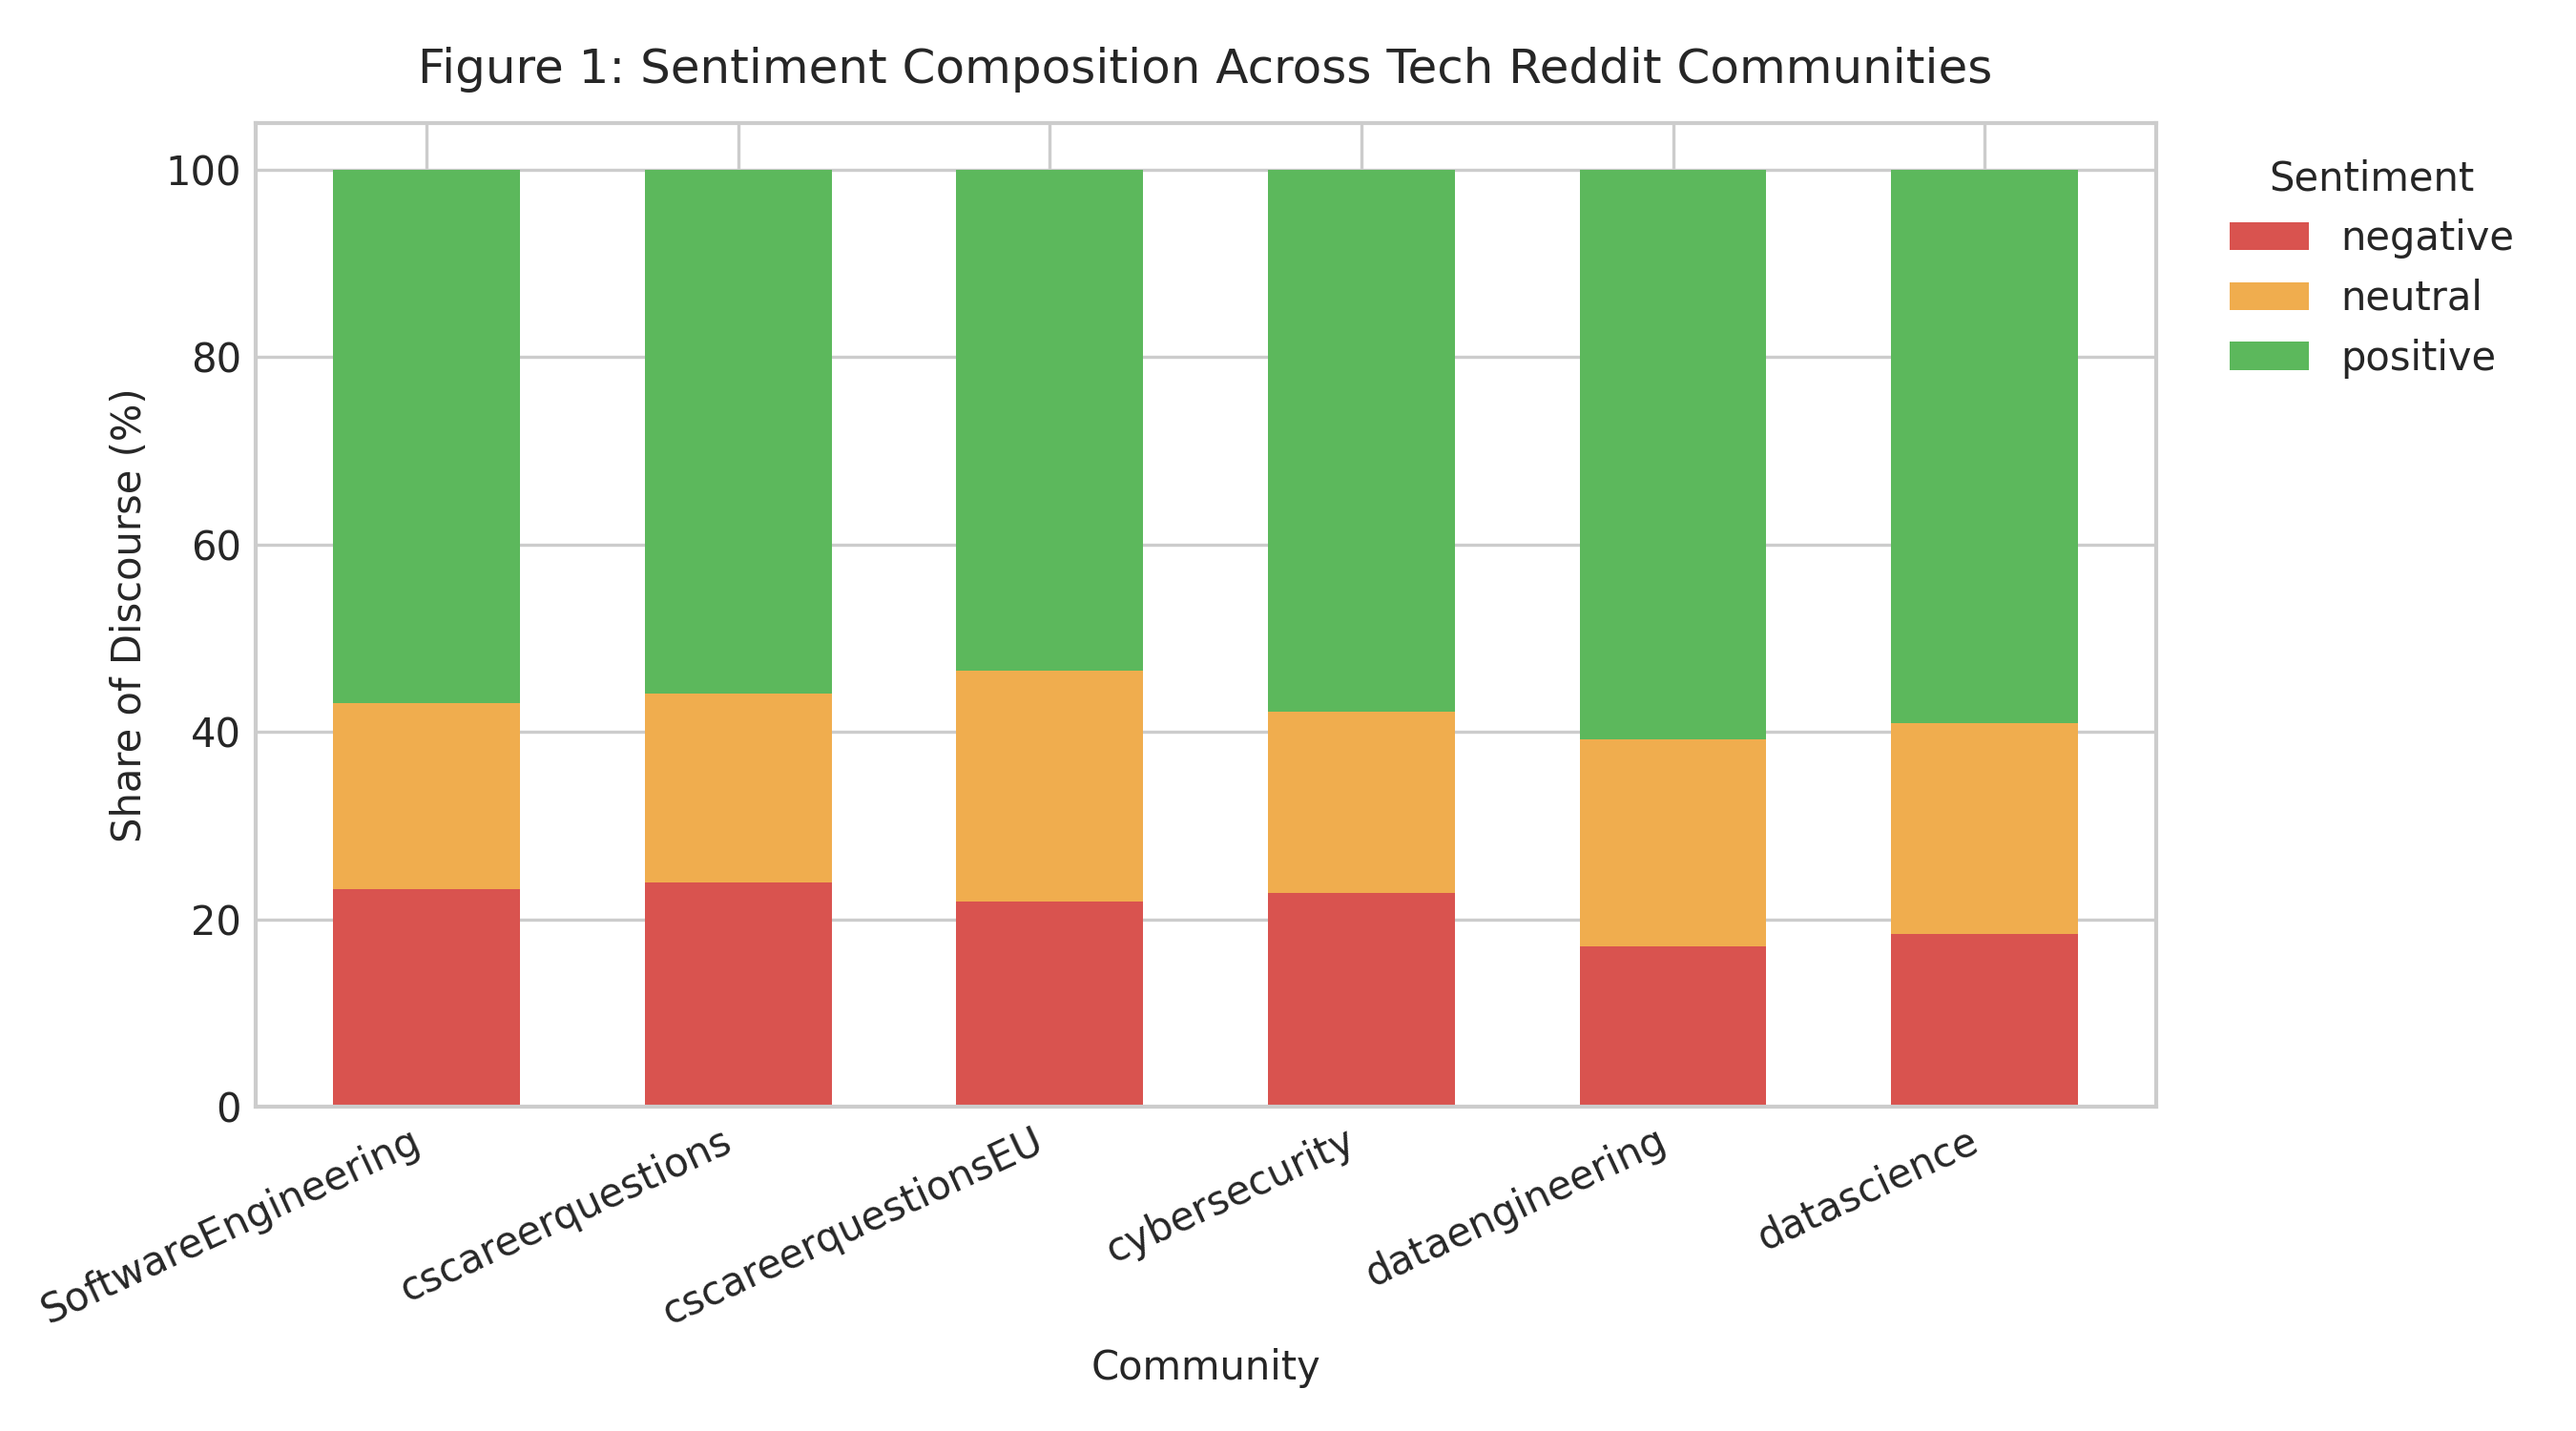 Figure 1: Sentiment Composition Across Tech Reddit Communities
Sentiment
negative
neutral
positive
Share of Discourse (%)
100
80
60
40
20
0
SoftwareEngineering
cscareerquestions
cscareerquestionsEU
cybersecurity
dataengineering
datascience
Community